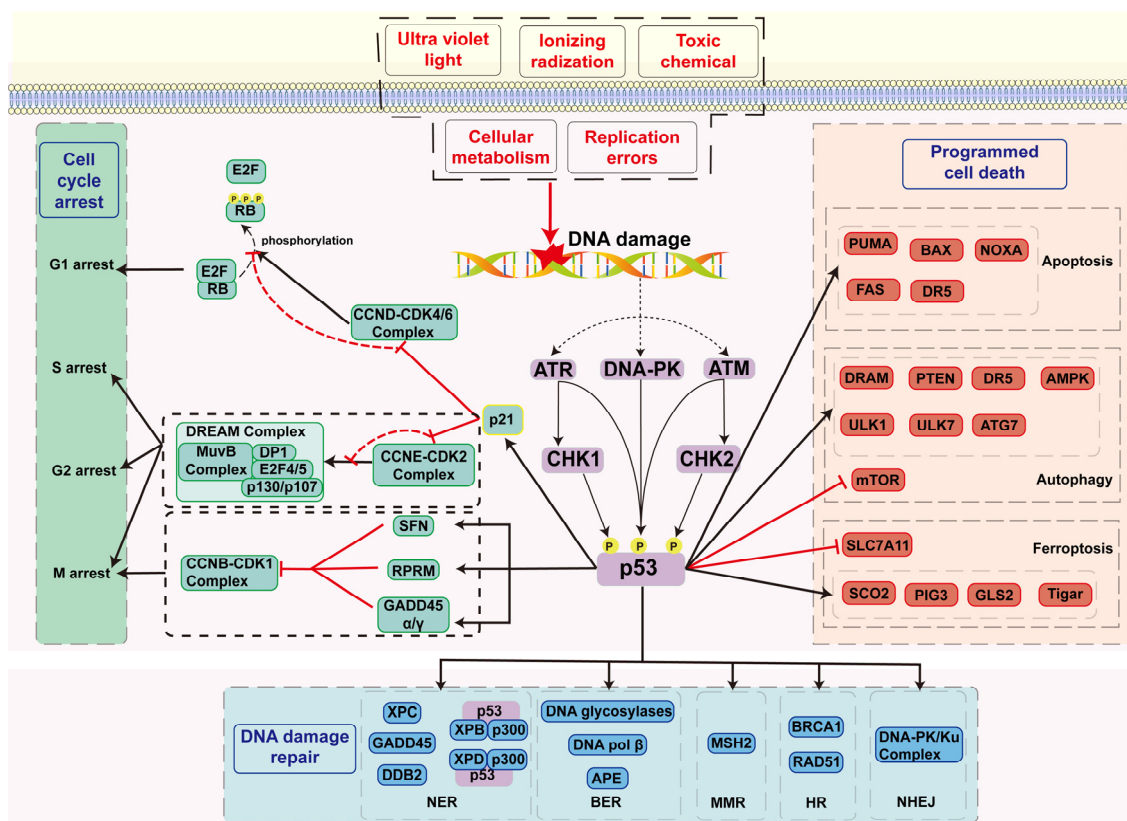 Ultra violet
light
Ionizing
radization
Toxic
chemical
Cellular
metabolism
Replication
errors
DNA damage
Cell
cycle
arrest
G1 arrest
S arrest
G2 arrest
M arrest
E2F
P P P
RB
phosphorylation
E2F
RB
CCND-CDK4/6
Complex
p21
DREAM Complex
MuvB
Complex
DP1
E2F4/5
p130/p107
CCNE-CDK2
Complex
CCNB-CDK1
Complex
SFN
RPRM
GADD45
α/γ
ATR
DNA-PK
ATM
CHK1
CHK2
P P P
p53
Programmed
cell death
PUMA
BAX
NOXA
FAS
DR5
Apoptosis
DRAM
PTEN
DR5
AMPK
ULK1
ULK7
ATG7
mTOR
Autophagy
SLC7A11
Ferroptosis
SCO2
PIG3
GLS2
Tigar
DNA damage
repair
XPC
GADD45
DDB2
p53
XPB
p300
XPD
p300
p53
NER
DNA glycosylases
DNA pol β
APE
BER
MSH2
MMR
BRCA1
RAD51
HR
DNA-PK/Ku
Complex
NHEJ